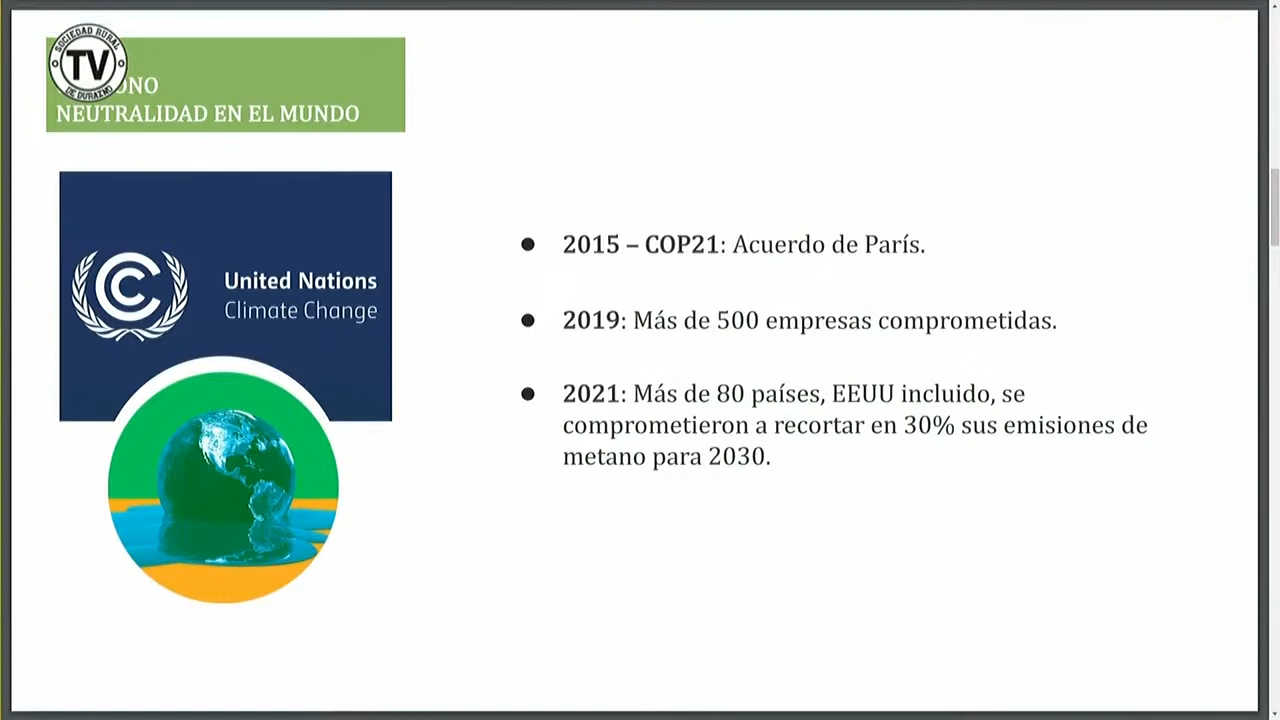 SOCIEDAD RURAL
TV
DE DURAZNO
ONO
NEUTRALIDAD EN EL MUNDO
United Nations
Climate Change
● 2015 – COP21: Acuerdo de París.
● 2019: Más de 500 empresas comprometidas.
● 2021: Más de 80 países, EEUU incluido, se
comprometieron a recortar en 30% sus emisiones de
metano para 2030.